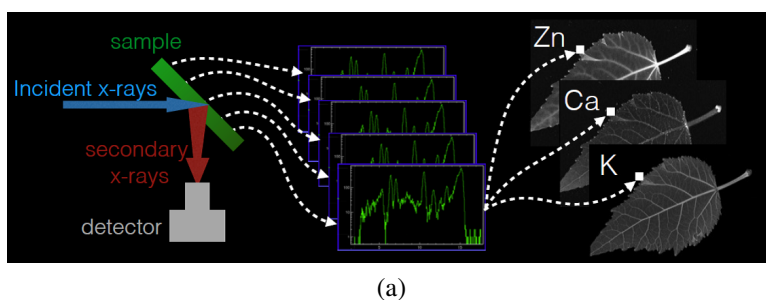 sample
Incident x-rays
secondary
x-rays
detector
Zn
Ca
K
(a)